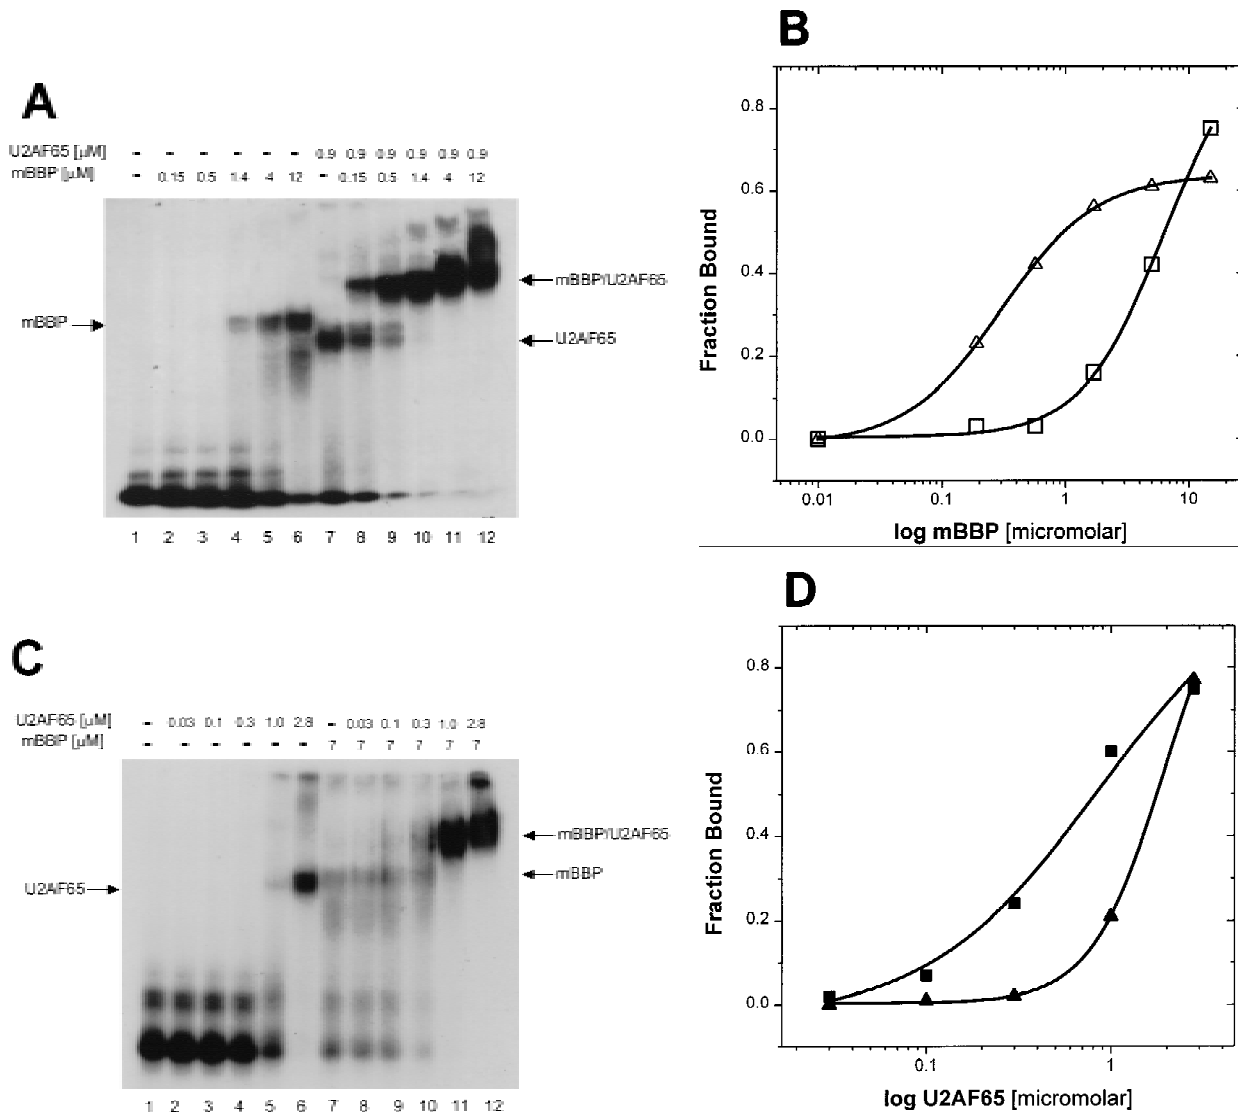 A
U2AF65 [µM] - - - - - - 0.9 0.9 0.9 0.9 0.9 0.9
mBBP [µM] - 0.15 0.5 1.4 4 12 - 0.15 0.5 1.4 4 12
mBBP
mBBP/U2AF65
U2AF65
1 2 3 4 5 6 7 8 9 10 11 12
B
Fraction Bound
0.8
0.6
0.4
0.2
0.0
0.01 0.1 1 10
log mBBP [micromolar]
C
U2AF65 [µM] - 0.03 0.1 0.3 1.0 2.8 - 0.03 0.1 0.3 1.0 2.8
mBBP [µM] - - - - - - 7 7 7 7 7 7
U2AF65
mBBP/U2AF65
mBBP
1 2 3 4 5 6 7 8 9 10 11 12
D
Fraction Bound
0.8
0.6
0.4
0.2
0.0
0.1 1
log U2AF65 [micromolar]